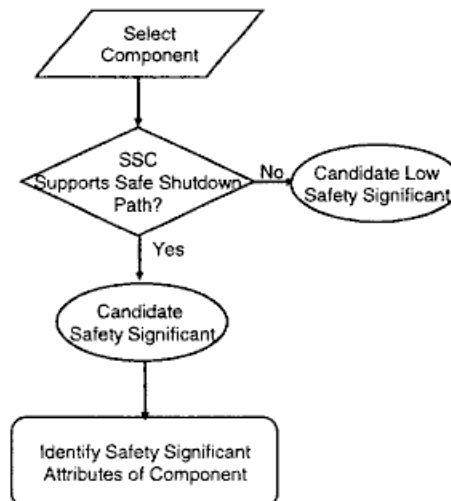 Select
Component
SSC
Supports Safe Shutdown
Path?
No
Candidate Low
Safety Significant
Yes
Candidate
Safety Significant
Identify Safety Significant
Attributes of Component